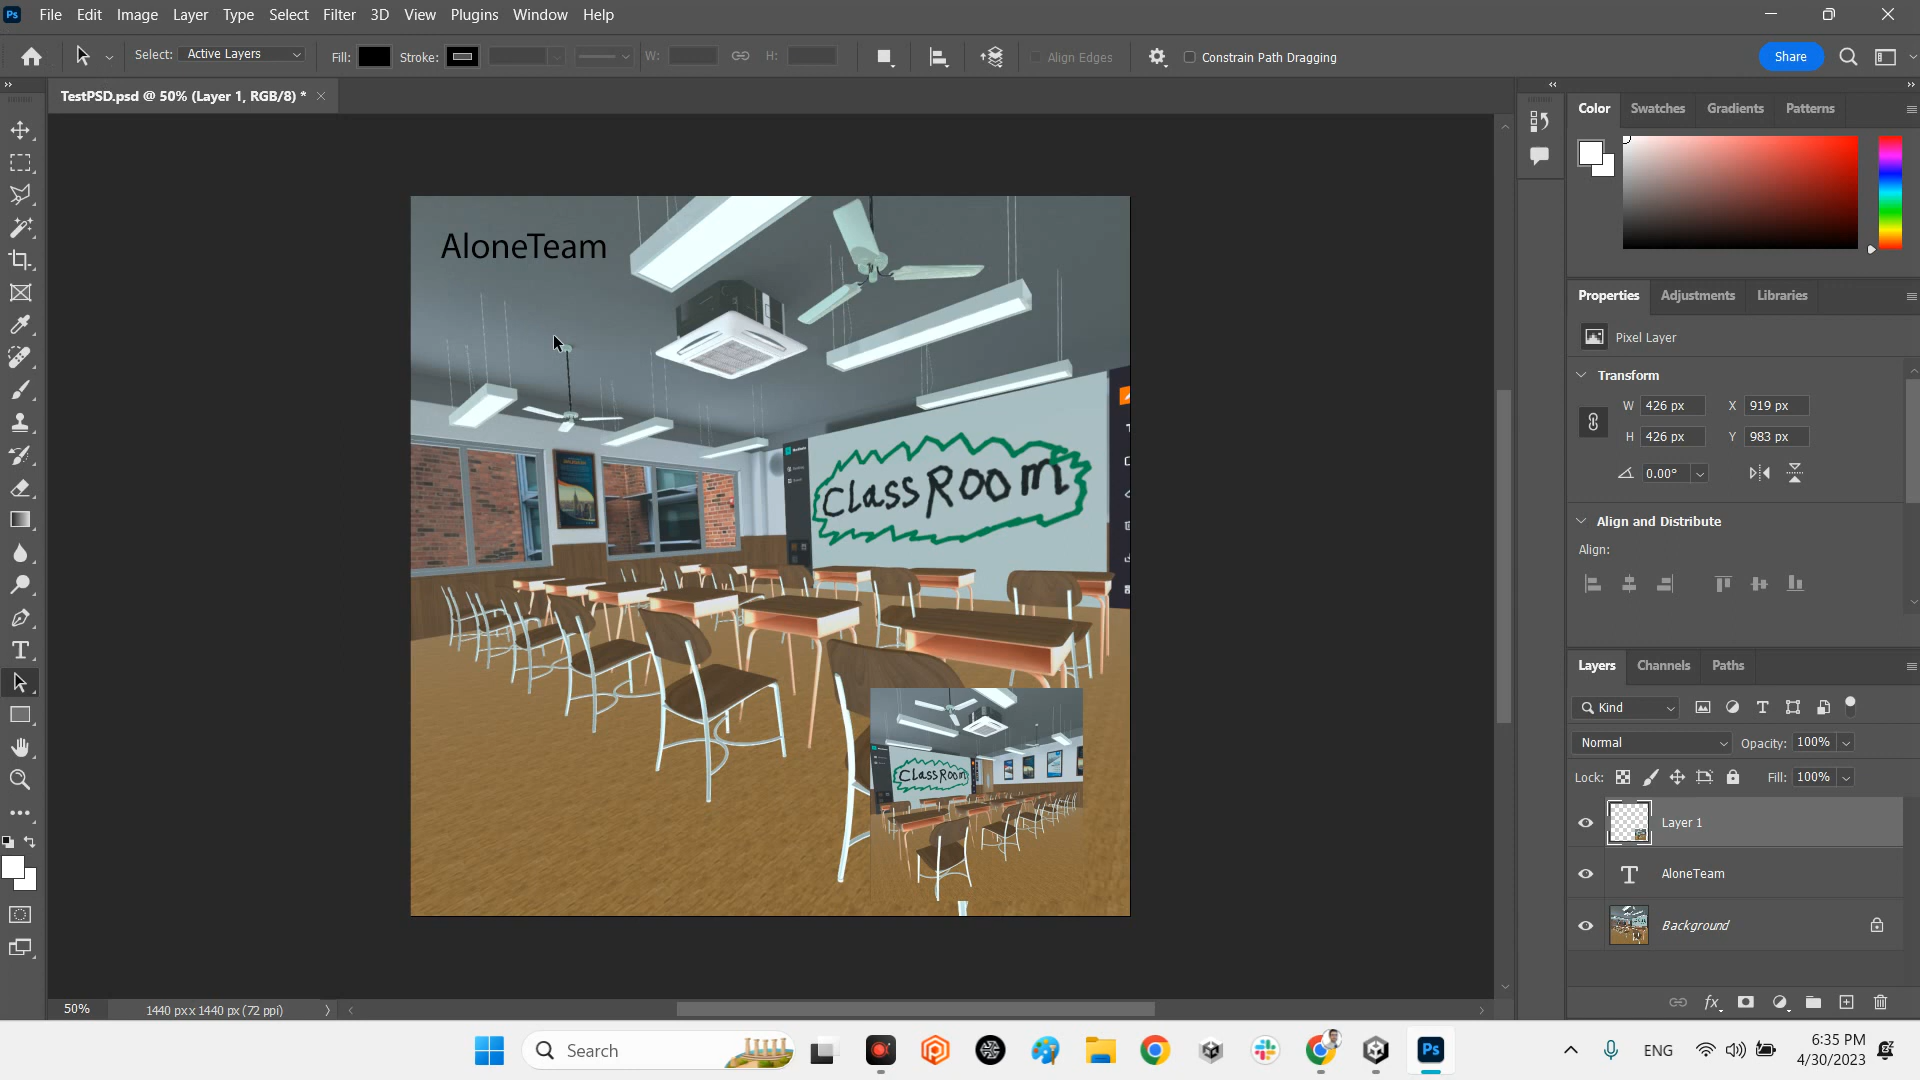 Ps File Edit Image Layer Type Select Filter 3D View Plugins Window Help
Select: Active Layers Fill: Stroke: W: H: Align Edges Constrain Path Dragging Share
TestPSD.psd @ 50% (Layer 1, RGB/8) *
Color Swatches Gradients Patterns
AloneTeam
Properties Adjustments Libraries
Pixel Layer
Transform
W 426 px X 919 px
H 426 px Y 983 px
0.00°
Align and Distribute
Align:
ClassRoom
ClassRoom
Layers Channels Paths
Kind
Normal Opacity: 100%
Lock: Fill: 100%
Layer 1
T AloneTeam
Background
fx
50% 1440 px x 1440 px (72 ppi)
Search Ps ENG 6:35 PM
4/30/2023